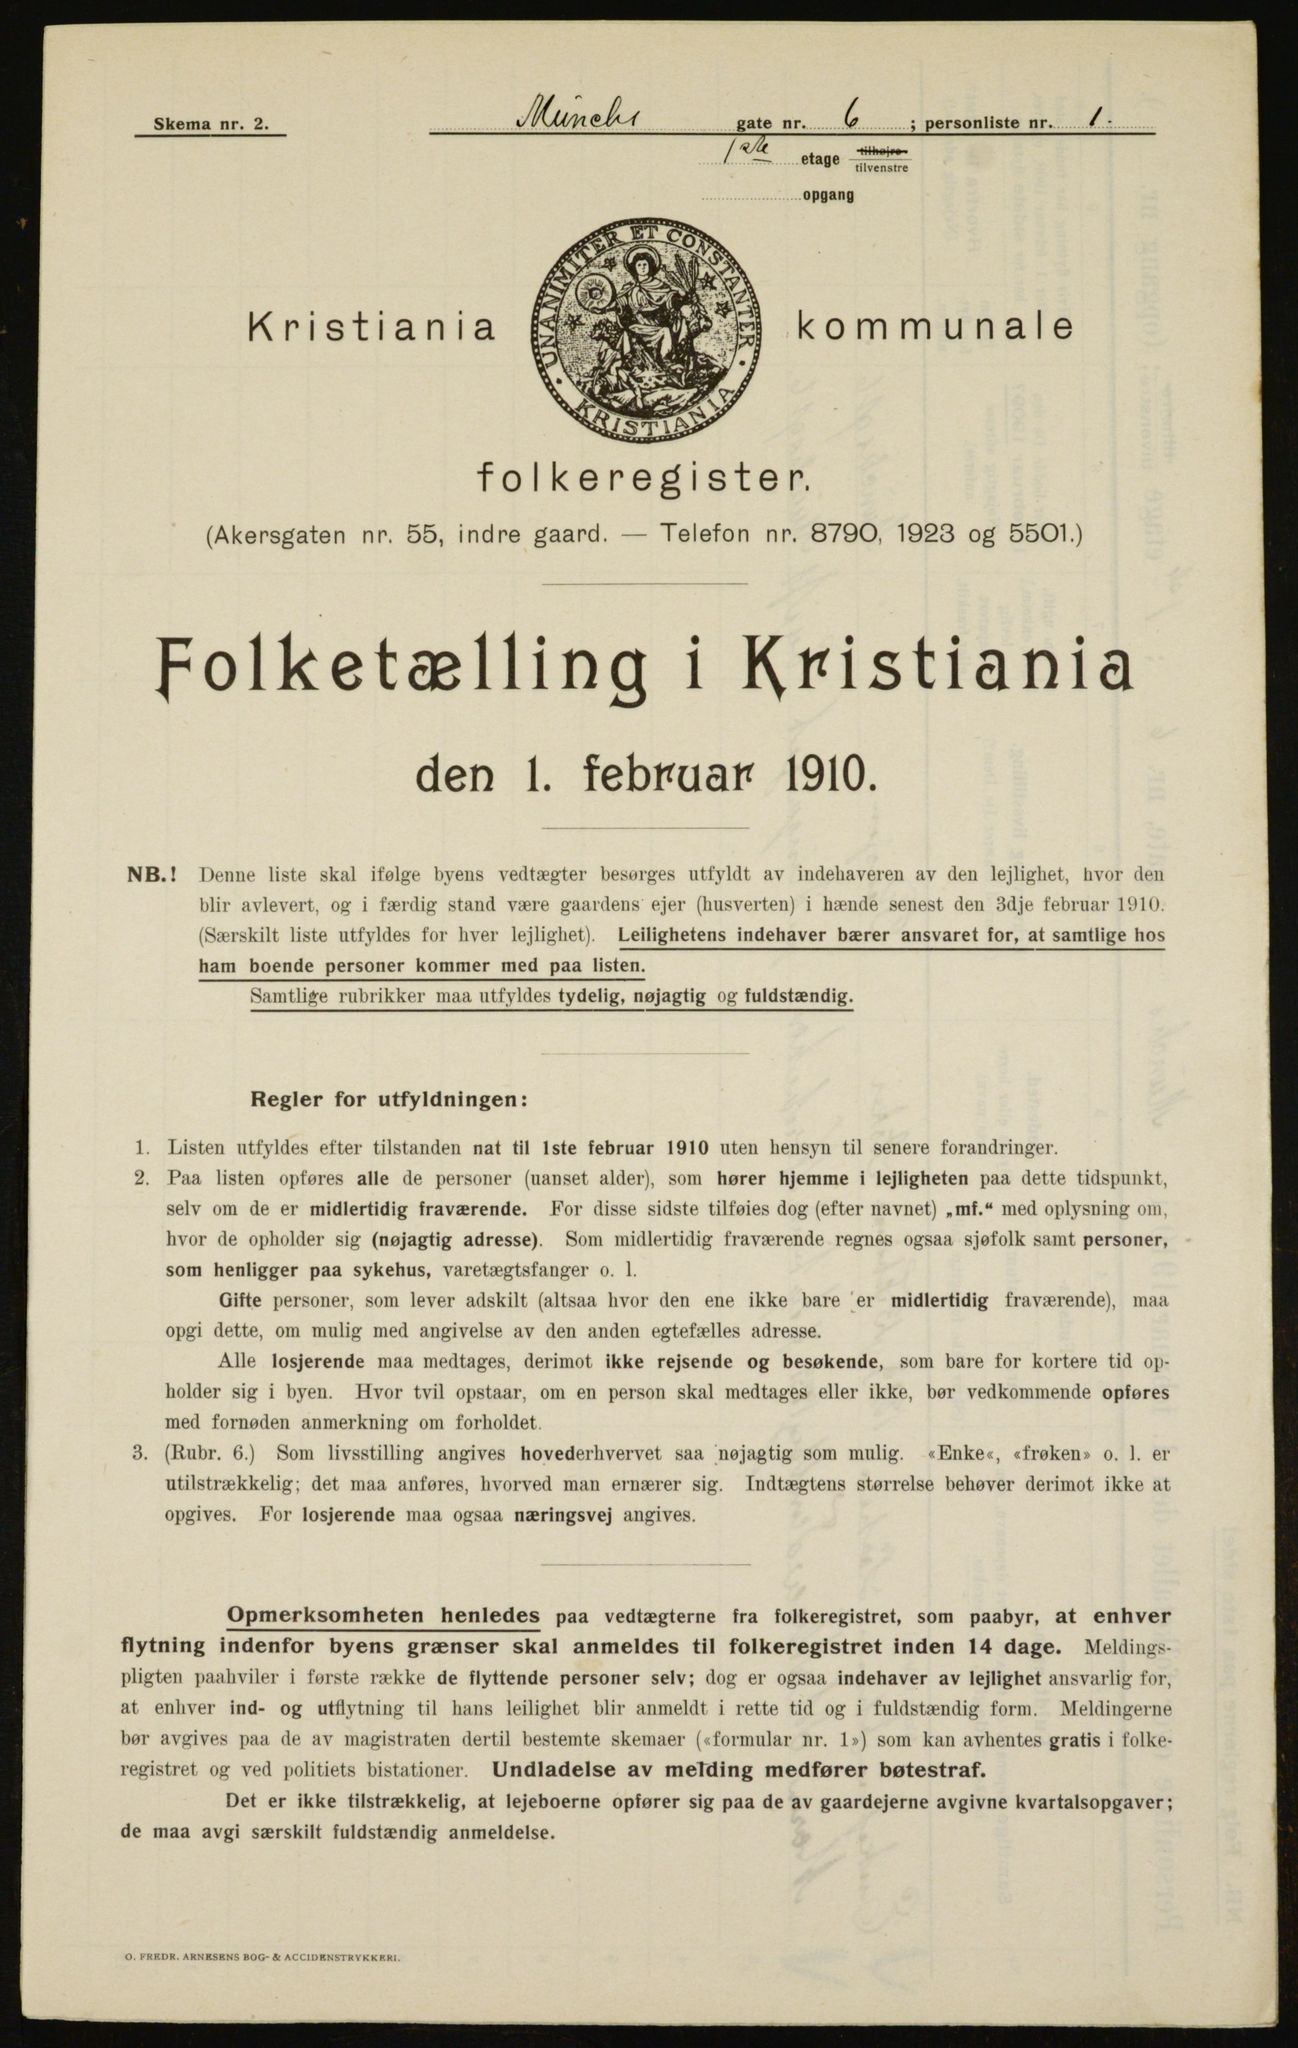 Skema nr. 2.
Münchs gate nr. 6 ; personliste nr. 1.
1ste etage tilhøjre
tilvenstre
opgang
UNANIMITER ET CONSTANTER · KRISTIANIA ·
Kristiania kommunale
folkeregister.
(Akersgaten nr. 55, indre gaard. — Telefon nr. 8790, 1923 og 5501.)
Folketælling i Kristiania
den 1. februar 1910.
NB.! Denne liste skal ifølge byens vedtægter besørges utfyldt av indehaveren av den lejlighet, hvor den
blir avlevert, og i færdig stand være gaardens ejer (husverten) i hænde senest den 3dje februar 1910.
(Særskilt liste utfyldes for hver lejlighet). Leilighetens indehaver bærer ansvaret for, at samtlige hos
ham boende personer kommer med paa listen.
Samtlige rubrikker maa utfyldes tydelig, nøjagtig og fuldstændig.
Regler for utfyldningen:
1. Listen utfyldes efter tilstanden nat til 1ste februar 1910 uten hensyn til senere forandringer.
2. Paa listen opføres alle de personer (uanset alder), som hører hjemme i lejligheten paa dette tidspunkt,
selv om de er midlertidig fraværende. For disse sidste tilføies dog (efter navnet) „mf.“ med oplysning om,
hvor de opholder sig (nøjagtig adresse). Som midlertidig fraværende regnes ogsaa sjøfolk samt personer,
som henligger paa sykehus, varetægtsfanger o. l.
Gifte personer, som lever adskilt (altsaa hvor den ene ikke bare er midlertidig fraværende), maa
opgi dette, om mulig med angivelse av den anden egtefælles adresse.
Alle losjerende maa medtages, derimot ikke rejsende og besøkende, som bare for kortere tid op-
holder sig i byen. Hvor tvil opstaar, om en person skal medtages eller ikke, bør vedkommende opføres
med fornøden anmerkning om forholdet.
3. (Rubr. 6.) Som livsstilling angives hovederhvervet saa nøjagtig som mulig. «Enke«, «frøken» o. l. er
utilstrækkelig; det maa anføres, hvorved man ernærer sig. Indtægtens størrelse behøver derimot ikke at
opgives. For losjerende maa ogsaa næringsvej angives.
Opmerksomheten henledes paa vedtægterne fra folkeregistret, som paabyr, at enhver
flytning indenfor byens grænser skal anmeldes til folkeregistret inden 14 dage. Meldings-
pligten paahviler i første række de flyttende personer selv; dog er ogsaa indehaver av lejlighet ansvarlig for,
at enhver ind- og utflytning til hans leilighet blir anmeldt i rette tid og i fuldstændig form. Meldingerne
bør avgives paa de av magistraten dertil bestemte skemaer («formular nr. 1») som kan avhentes gratis i folke-
registret og ved politiets bistationer. Undladelse av melding medfører bøtestraf.
Det er ikke tilstrækkelig, at lejeboerne opfører sig paa de av gaardejerne avgivne kvartalsopgaver;
de maa avgi særskilt fuldstændig anmeldelse.
O. FREDR. ARNESENS BOG- & ACCIDENSTRYKKERI.